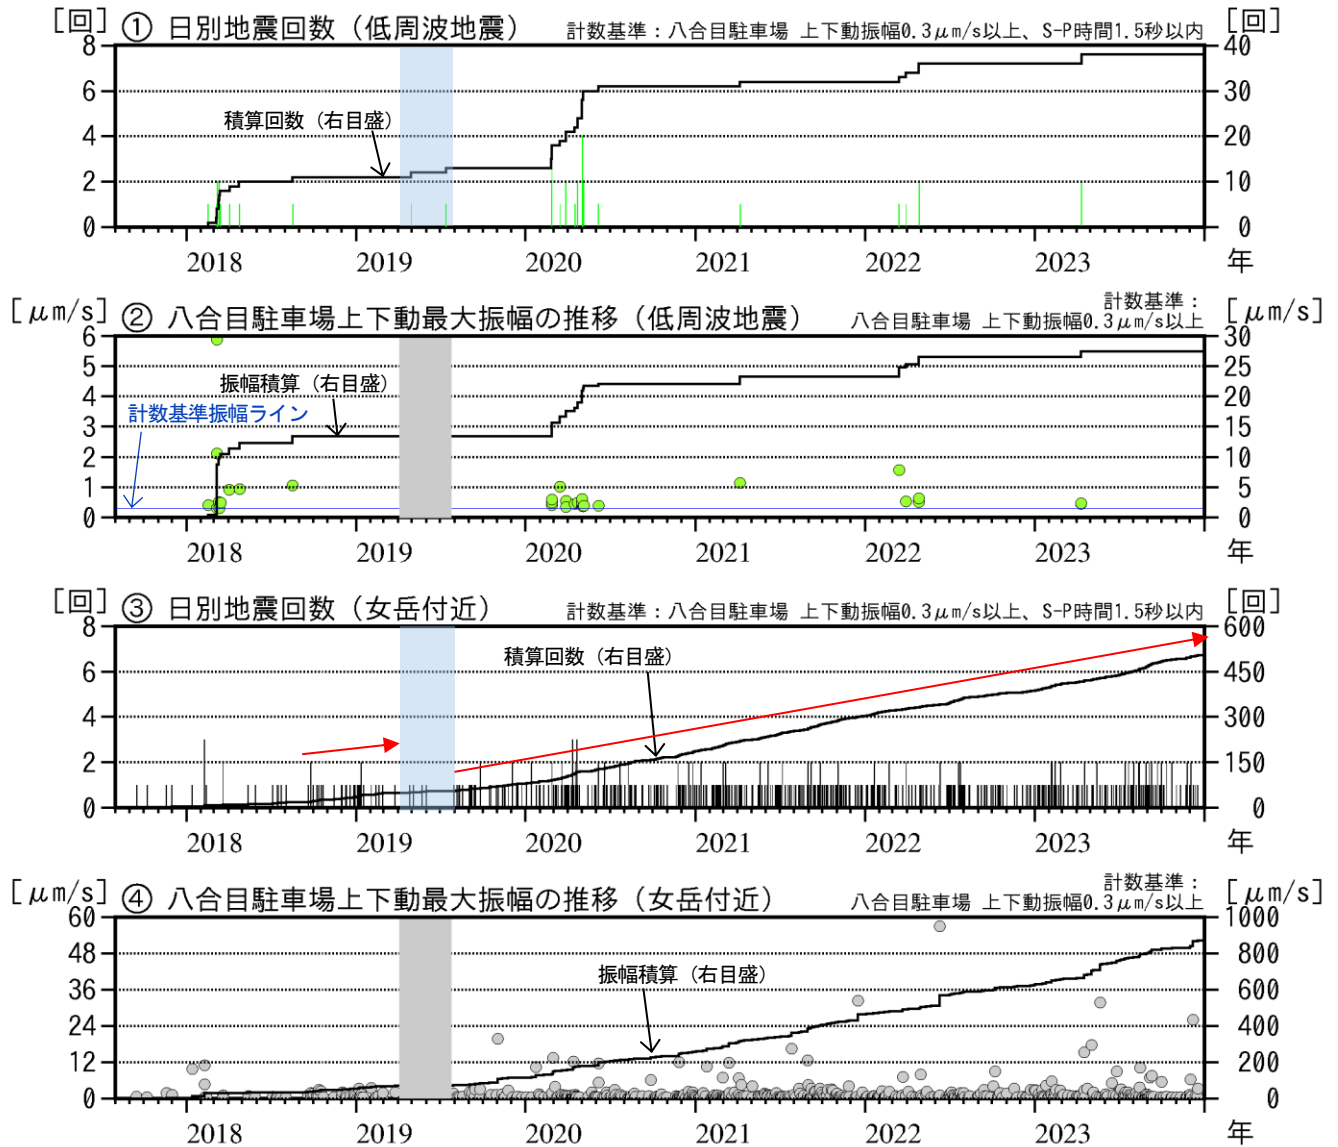 [回] ① 日別地震回数（低周波地震） 計数基準：八合目駐車場 上下動振幅0.3μm/s以上、S-P時間1.5秒以内 [回]
8 40
6 30
積算回数（右目盛）
4 20
2 10
0 0
2018 2019 2020 2021 2022 2023 年
[μm/s] ② 八合目駐車場上下動最大振幅の推移（低周波地震） 計数基準： 八合目駐車場 上下動振幅0.3μm/s以上 [μm/s]
6 30
5 25
振幅積算（右目盛）
4 20
計数基準振幅ライン
3 15
2 10
1 5
0 0
2018 2019 2020 2021 2022 2023 年
[回] ③ 日別地震回数（女岳付近） 計数基準：八合目駐車場 上下動振幅0.3μm/s以上、S-P時間1.5秒以内 [回]
8 600
積算回数（右目盛）
6 450
4 300
2 150
0 0
2018 2019 2020 2021 2022 2023 年
[μm/s] ④ 八合目駐車場上下動最大振幅の推移（女岳付近） 計数基準： 八合目駐車場 上下動振幅0.3μm/s以上 [μm/s]
60 1000
48 800
振幅積算（右目盛）
36 600
24 400
12 200
0 0
2018 2019 2020 2021 2022 2023 年